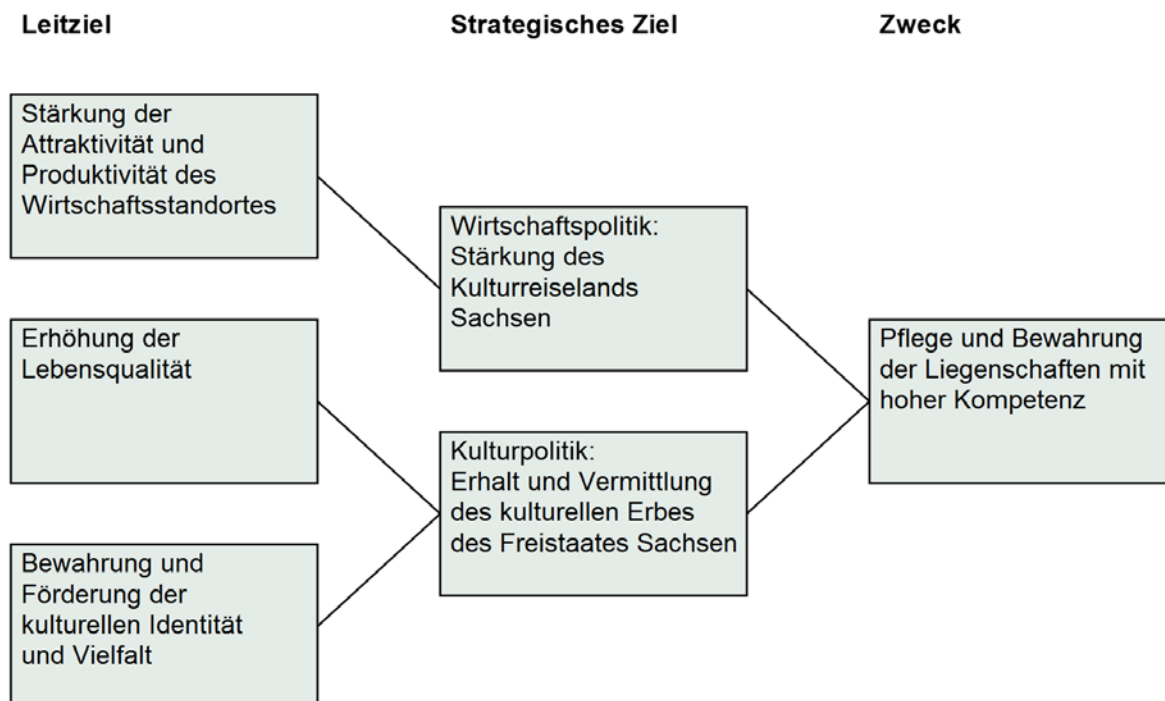 Leitziel
Strategisches Ziel
Zweck
Stärkung der
Attraktivität und
Produktivität des
Wirtschaftsstandortes
Erhöhung der
Lebensqualität
Bewahrung und
Förderung der
kulturellen Identität
und Vielfalt
Wirtschaftspolitik:
Stärkung des
Kulturreiselands
Sachsen
Kulturpolitik:
Erhalt und Vermittlung
des kulturellen Erbes
des Freistaates Sachsen
Pflege und Bewahrung
der Liegenschaften mit
hoher Kompetenz